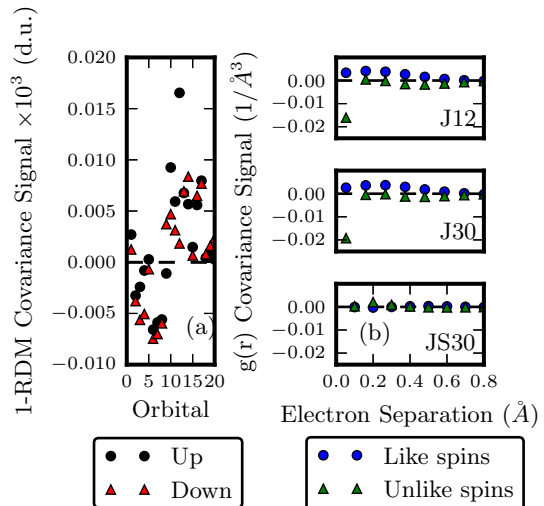 1-RDM Covariance Signal ×10³ (d.u.)
0.020
0.015
0.010
0.005
0.000
−0.005
−0.010
0 5 10 15 20
Orbital
(a)
Up
Down
g(r) Covariance Signal (1/Å³)
0.00
−0.01
−0.02
J12
0.00
−0.01
−0.02
J30
0.00
−0.01
−0.02
(b)
JS30
0.0 0.2 0.4 0.6 0.8
Electron Separation (Å)
Like spins
Unlike spins